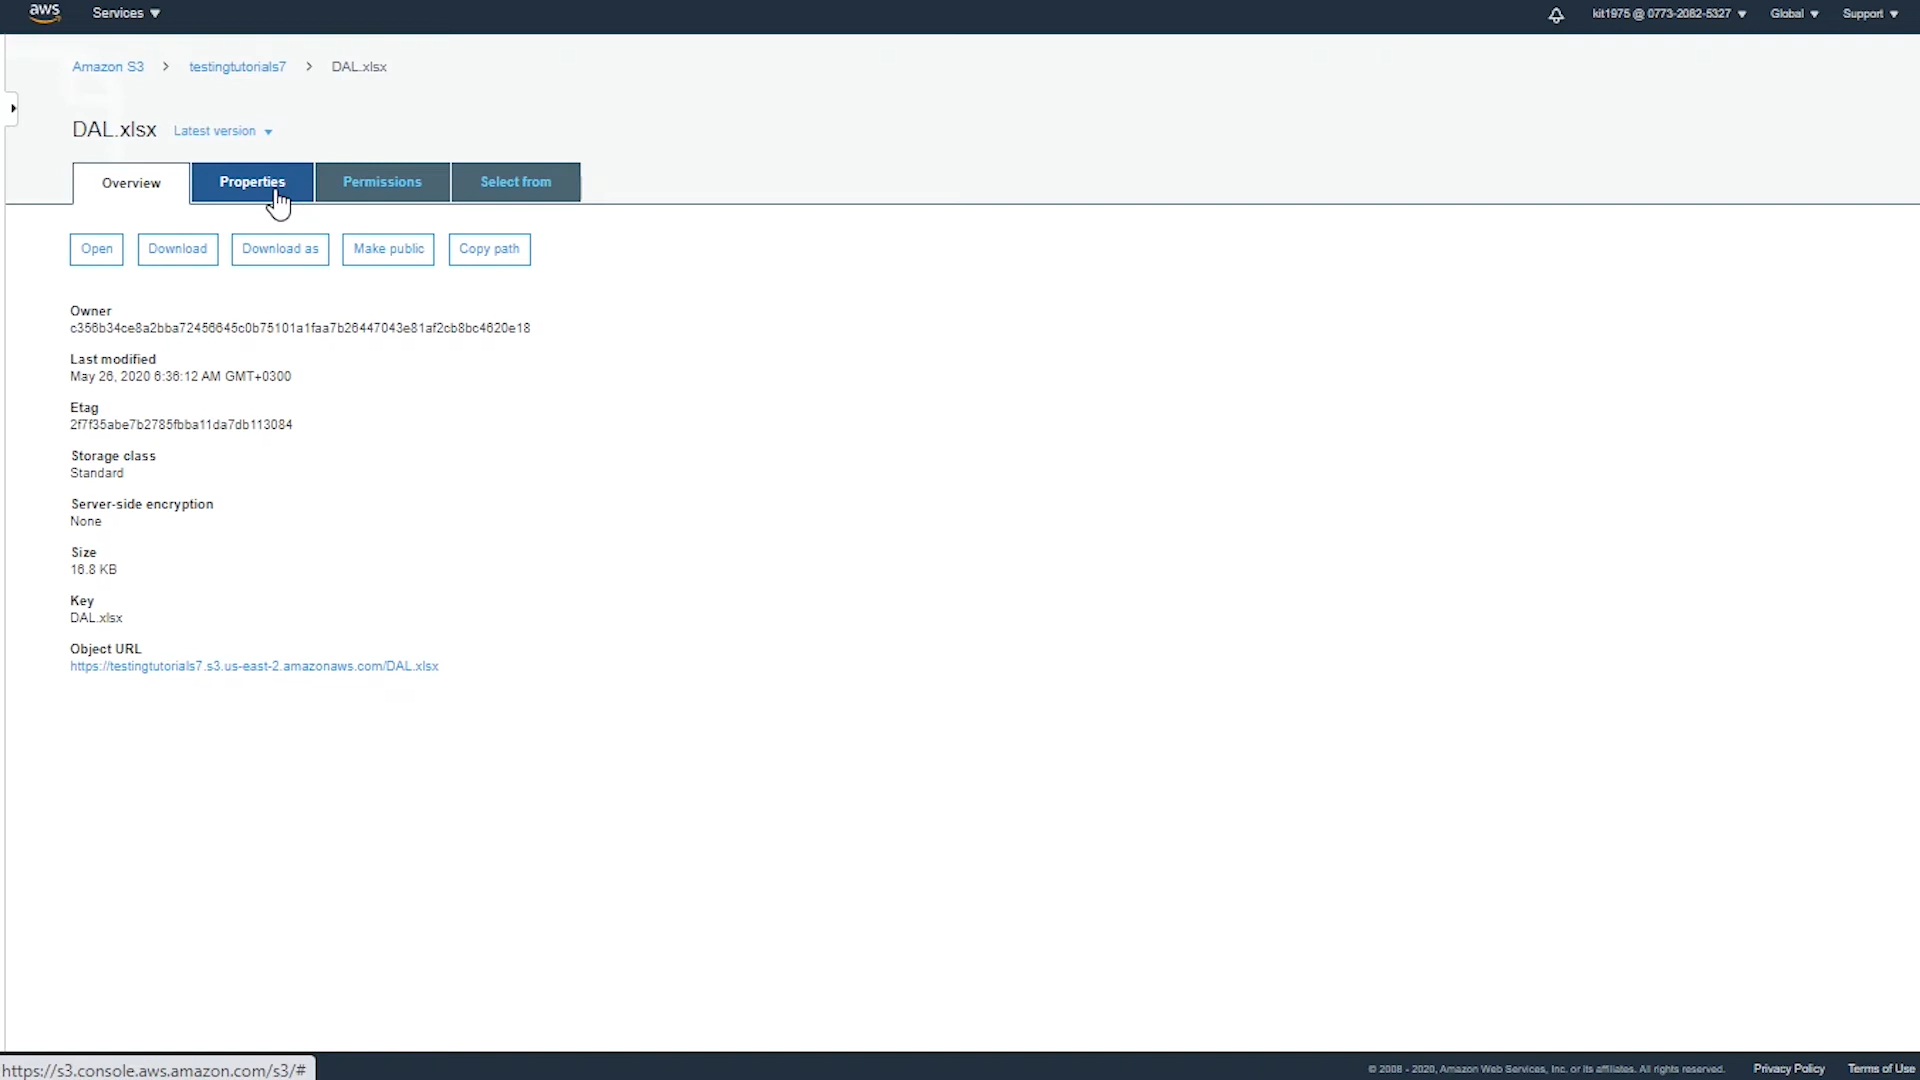 aws Services kit1975 @ 0773-2082-5327 Global Support
Amazon S3 > testingtutorials7 > DAL.xlsx
DAL.xlsx Latest version
Overview Properties Permissions Select from
Open Download Download as Make public Copy path
Owner
c356b34ce8a2bba72456645c0b75101a1faa7b26447043e81af2cb8bc4620e18
Last modified
May 26, 2020 6:36:12 AM GMT+0300
Etag
2f7f35abe7b2785fbba11da7db113084
Storage class
Standard
Server-side encryption
None
Size
16.8 KB
Key
DAL.xlsx
Object URL
https://testingtutorials7.s3.us-east-2.amazonaws.com/DAL.xlsx
https://s3.console.aws.amazon.com/s3/# © 2008 - 2020, Amazon Web Services, Inc. or its affiliates. All rights reserved. Privacy Policy Terms of Use